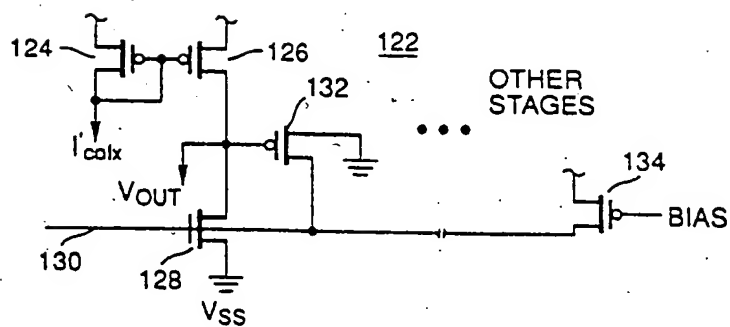 124
126
122
132
OTHER
STAGES
I'colx
134
VOUT
BIAS
130
128
VSS